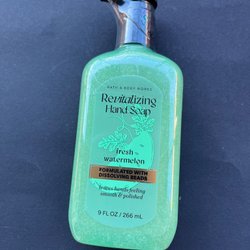 BATH & BODY WORKS
Revitalizing
Hand Soap
fresh
watermelon
FORMULATED WITH
DISSOLVING BEADS
leaves hands feeling
smooth & polished
9 FL OZ / 266 mL